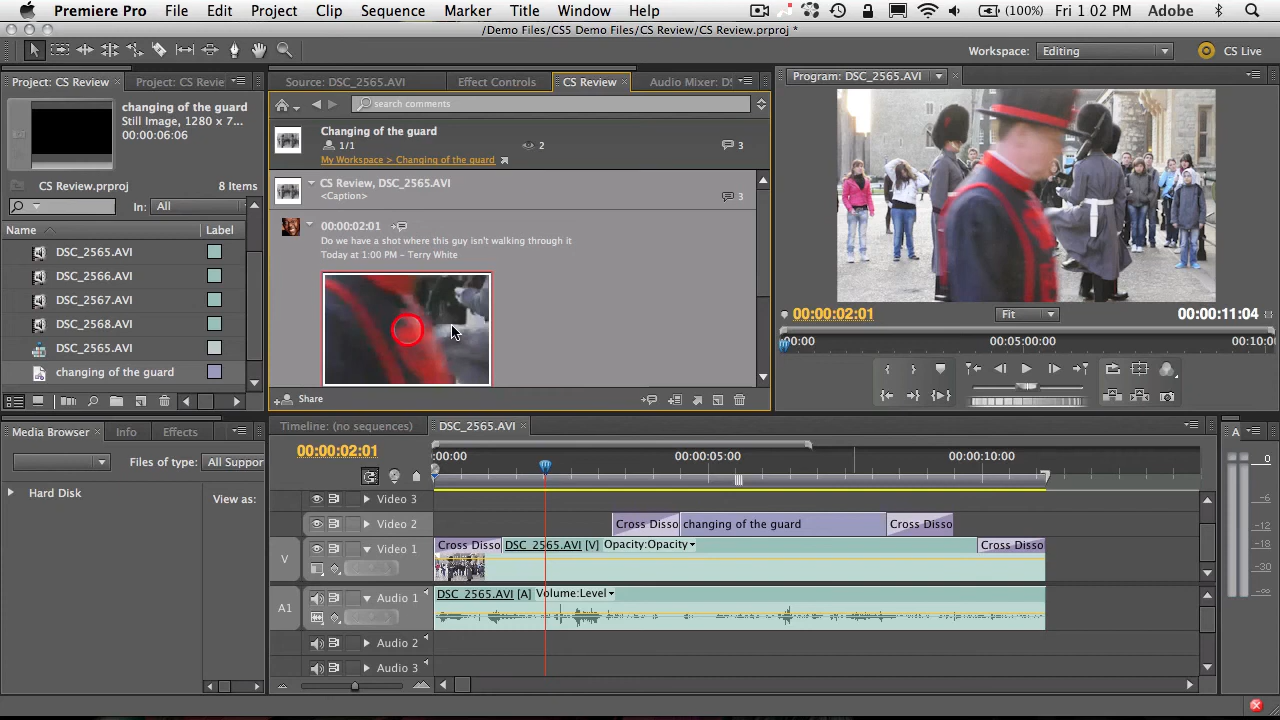 Premiere Pro File Edit Project Clip Sequence Marker Title Window Help (100%) Fri 1 02 PM Adobe
/Demo Files/CS5 Demo Files/CS Review/CS Review.prproj *
Workspace: Editing CS Live
Project: CS Review Project: CS Revie
changing of the guard
Still Image, 1280 x 7...
00:00:06:06
CS Review.prproj 8 Items
In: All
Name Label
DSC_2565.AVI
DSC_2566.AVI
DSC_2567.AVI
DSC_2568.AVI
DSC_2565.AVI
changing of the guard
Source: DSC_2565.AVI Effect Controls CS Review Audio Mixer: D
search comments
Changing of the guard
1/1 2 3
My Workspace > Changing of the guard
CS Review, DSC_2565.AVI
<Caption> 3
00:00:02:01
Do we have a shot where this guy isn't walking through it
Today at 1:00 PM – Terry White
Share
Program: DSC_2565.AVI
00:00:02:01 Fit 00:00:11:04
00:00 00:05:00:00 00:10:0
Media Browser Info Effects
Files of type: All Suppor
Hard Disk View as:
Timeline: (no sequences) DSC_2565.AVI
00:00:02:01 :00:00 00:00:05:00 00:00:10:00
Video 3
Video 2 Cross Disso changing of the guard Cross Disso
V Video 1 Cross Disso DSC_2565.AVI [V] Opacity:Opacity Cross Disso
A1 Audio 1 DSC_2565.AVI [A] Volume:Level
Audio 2
Audio 3
A
0
-6
-12
-18
-30